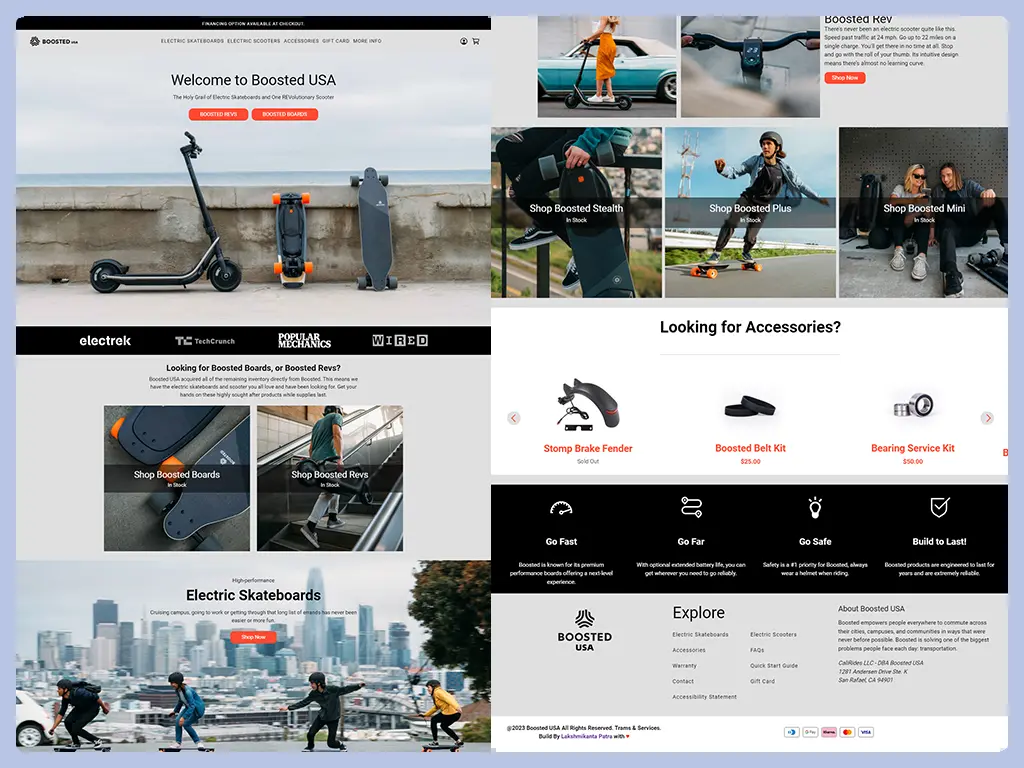 FINANCING OPTION AVAILABLE AT CHECKOUT.
BOOSTED USA
ELECTRIC SKATEBOARDS ELECTRIC SCOOTERS ACCESSORIES GIFT CARD MORE INFO
Welcome to Boosted USA
The Holy Grail of Electric Skateboards and One REVolutionary Scooter
BOOSTED REVS
BOOSTED BOARDS
electrek
TC TechCrunch
POPULAR
MECHANICS
WIRED
Looking for Boosted Boards, or Boosted Revs?
Boosted USA acquired all of the remaining inventory directly from Boosted. This means we
have the electric skateboards and scooter you all love and have been looking for. Get your
hands on these highly sought after products while supplies last.
Shop Boosted Boards
In Stock
Shop Boosted Revs
In Stock
High-performance
Electric Skateboards
Cruising campus, going to work or getting through that long list of errands has never been
easier or more fun.
Shop Now
Boosted Rev
There's never been an electric scooter quite like this.
Speed past traffic at 24 mph. Go up to 22 miles on a
single charge. You'll get there in no time at all. Stop
and go with the roll of your thumb. Its intuitive design
means there's almost no learning curve.
Shop Now
Shop Boosted Stealth
In Stock
Shop Boosted Plus
In Stock
Shop Boosted Mini
In Stock
Looking for Accessories?
Stomp Brake Fender
Sold Out
Boosted Belt Kit
$25.00
Bearing Service Kit
$50.00
B
Go Fast
Boosted is known for its premium
performance boards offering a next-level
experience.
Go Far
With optional extended battery life, you can
get wherever you need to go reliably.
Go Safe
Safety is a #1 priority for Boosted, always
wear a helmet when riding.
Build to Last!
Boosted products are engineered to last for
years and are extremely reliable.
BOOSTED
USA
Explore
Electric Skateboards
Electric Scooters
Accessories
FAQs
Warranty
Quick Start Guide
Contact
Gift Card
Accessibility Statement
About Boosted USA
Boosted empowers people everywhere to commute across
their cities, campuses, and communities in ways that were
never before possible. Boosted is solving one of the biggest
problems people face each day: transportation.
CaliRides LLC - DBA Boosted USA
1281 Andersen Drive Ste. K
San Rafael, CA 94901
@2023 Boosted USA All Rights Reserved. Trams & Services.
Build By Lakshmikanta Patra with ♥
G Pay
Klarna.
VISA